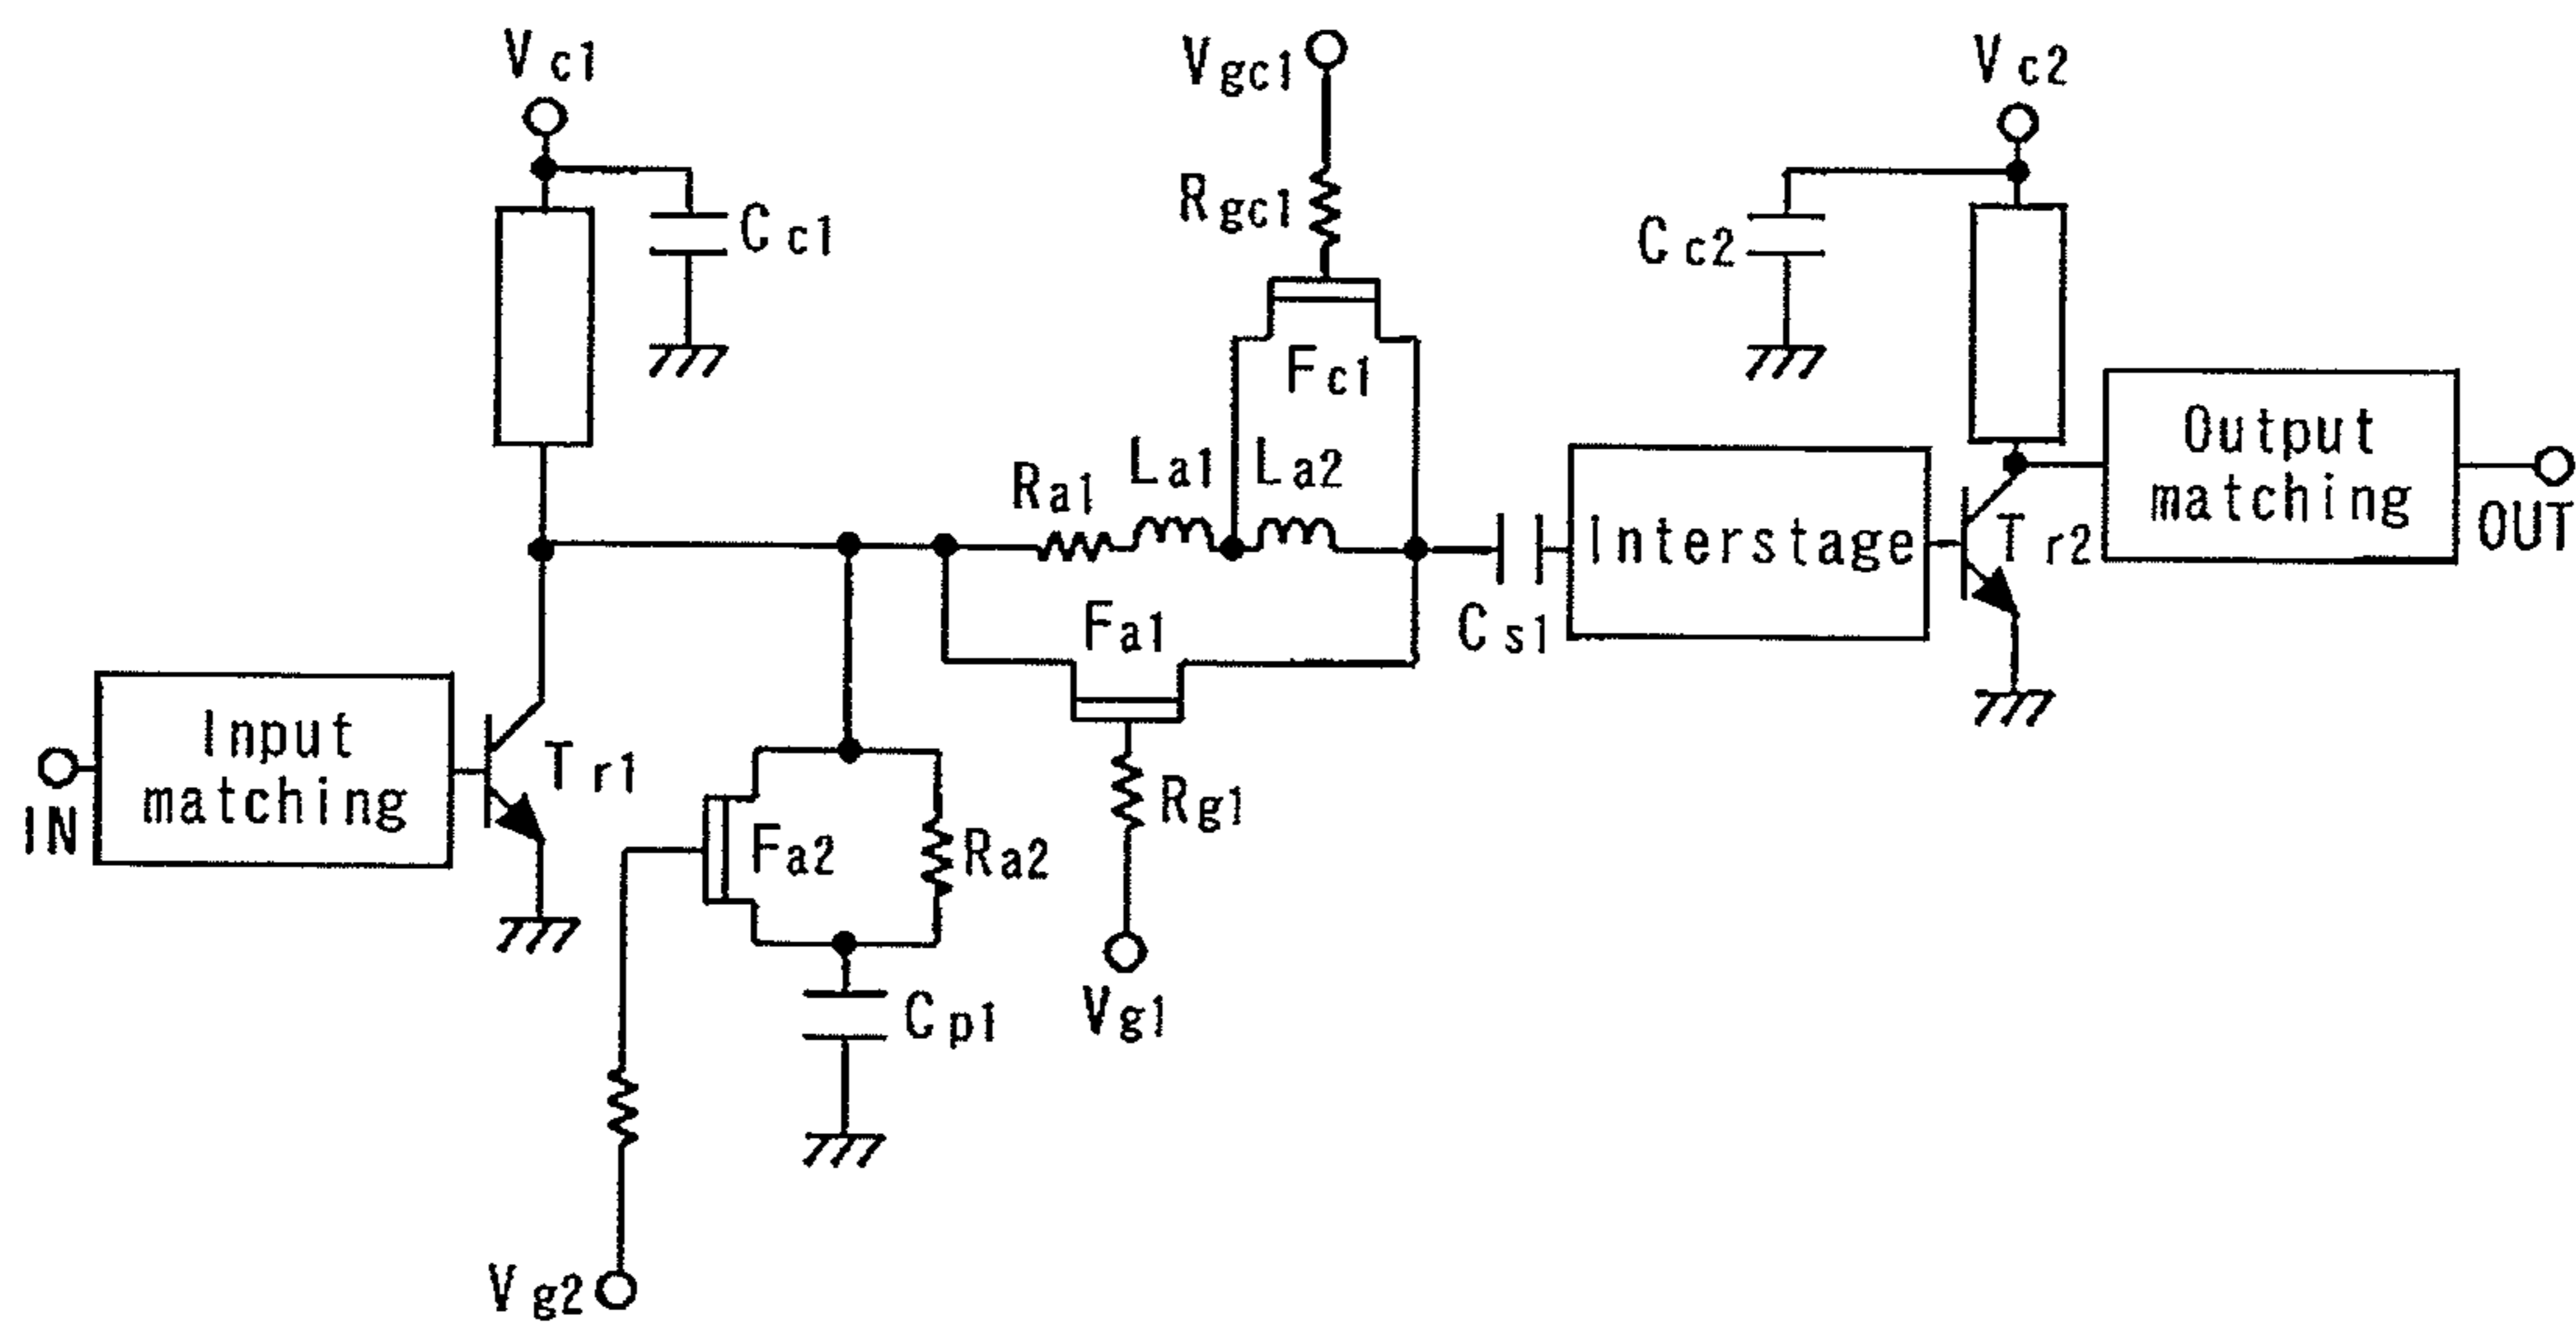 Vc1
Vgc1
Vc2
Cc1
Rgc1
Cc2
Fc1
Ra1
La1
La2
Output
matching
OUT
Interstage
Tr2
Fa1
Cs1
Input
matching
IN
Tr1
Fa2
Ra2
Rg1
Cp1
Vg1
Vg2